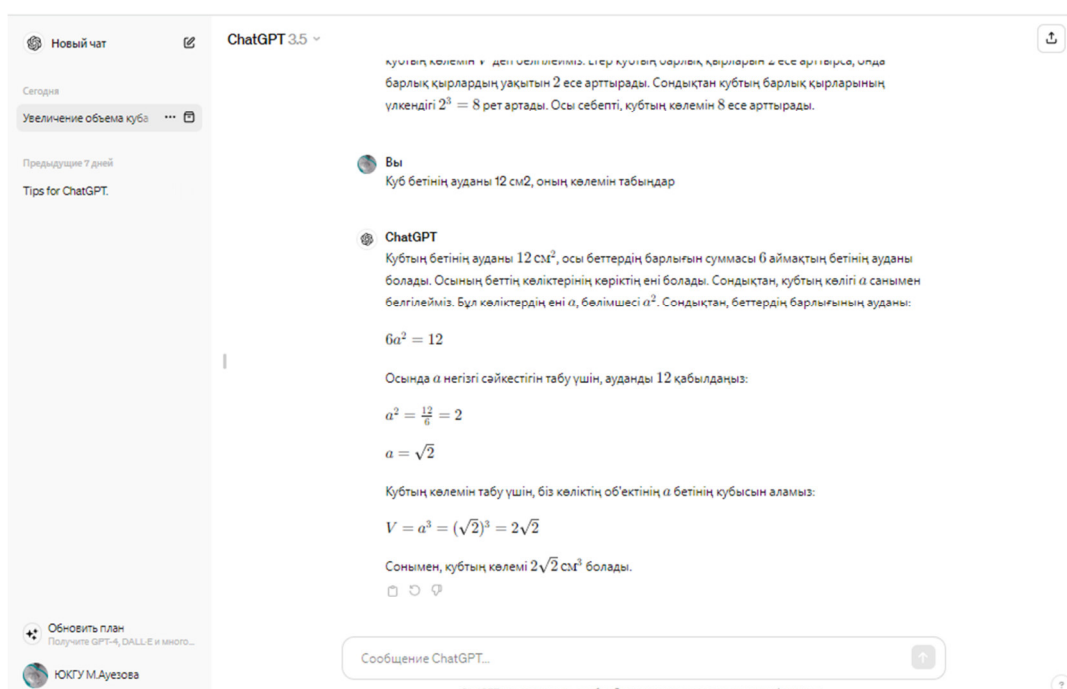 Новый чат
ChatGPT 3.5
Сегодня
Увеличение объема куба
Предыдущие 7 дней
Tips for ChatGPT.
барлық қырлардың уақытын 2 есе арттырады. Сондықтан кубтың барлық қырларының
үлкендігі 2³ = 8 рет артады. Осы себепті, кубтың көлемін 8 есе арттырады.
Вы
Куб бетінің ауданы 12 см2, оның көлемін табыңдар
ChatGPT
Кубтың бетінің ауданы 12 см², осы беттердің барлығын суммасы 6 аймақтың бетінің ауданы
болады. Осының беттің көліктерінің көріктің ені болады. Сондықтан, кубтың көлігі a санымен
белгілейміз. Бұл көліктердің ені a, бөлімшесі a². Сондықтан, беттердің барлығының ауданы:
6a² = 12
Осында a негізгі сәйкестігін табу үшін, ауданды 12 қабылдаңыз:
a² = 12/6 = 2
a = √2
Кубтың көлемін табу үшін, біз көліктің об'ектінің a бетінің кубысын аламыз:
V = a³ = (√2)³ = 2√2
Сонымен, кубтың көлемі 2√2 см³ болады.
Обновить план
Получите GPT-4, DALL·E и много...
ЮКГУ М.Ауезова
Сообщение ChatGPT...
?